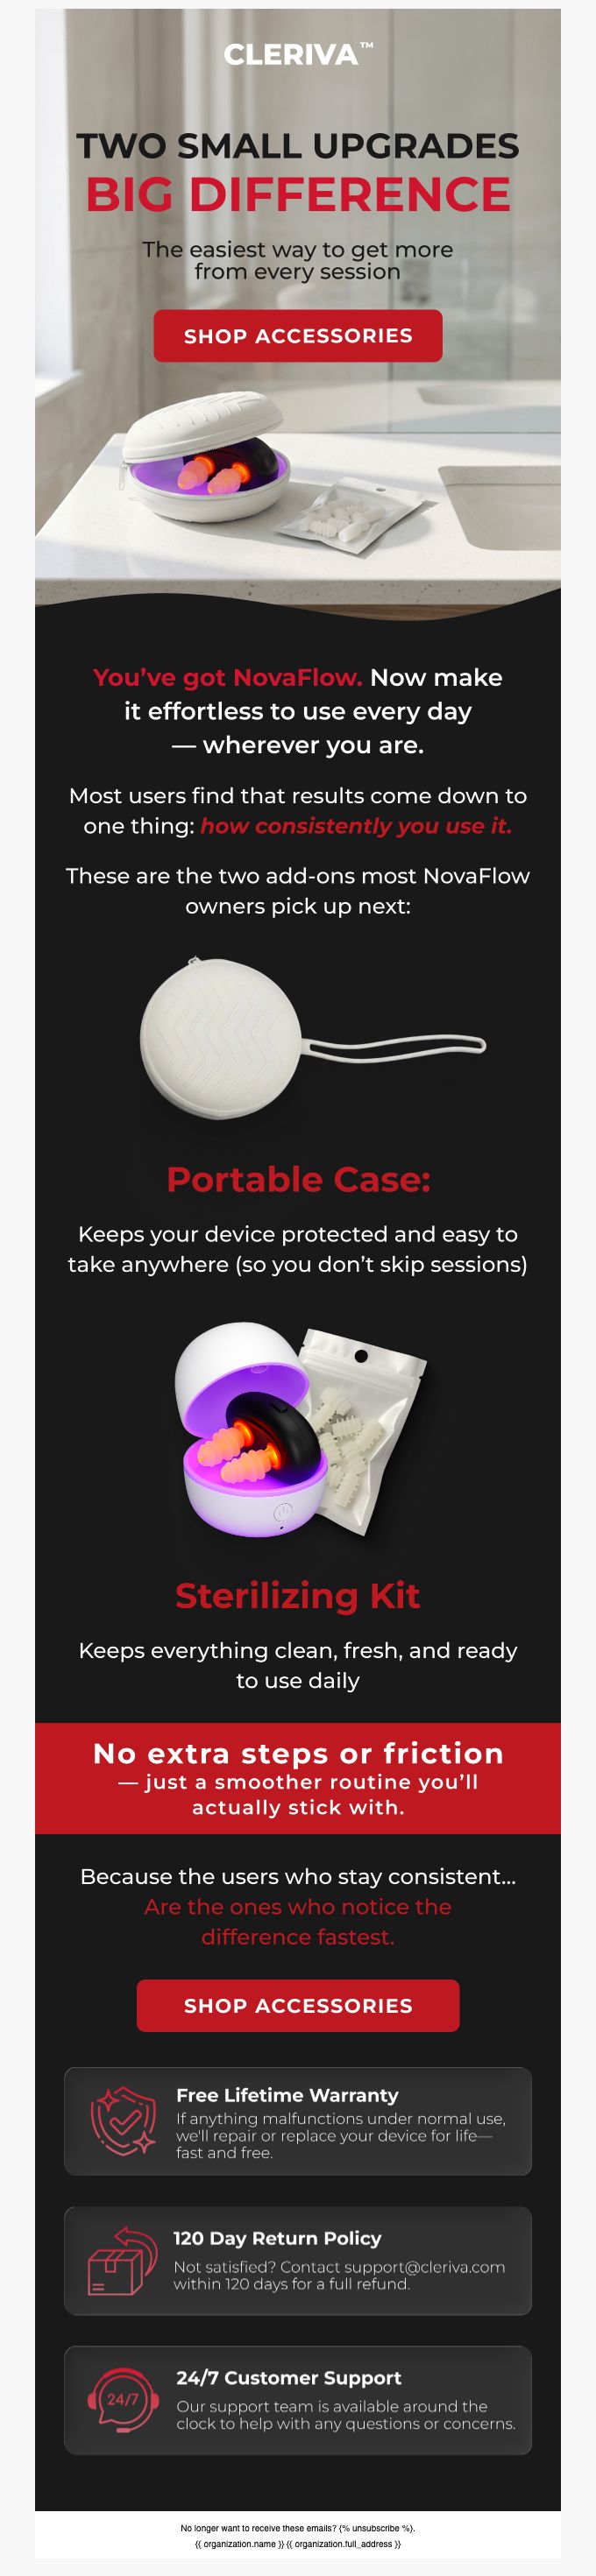 CLERIVA™
TWO SMALL UPGRADES
BIG DIFFERENCE
The easiest way to get more
from every session
SHOP ACCESSORIES
You’ve got NovaFlow. Now make
it effortless to use every day
— wherever you are.
Most users find that results come down to
one thing: how consistently you use it.
These are the two add-ons most NovaFlow
owners pick up next:
Portable Case:
Keeps your device protected and easy to
take anywhere (so you don’t skip sessions)
Sterilizing Kit
Keeps everything clean, fresh, and ready
to use daily
No extra steps or friction
— just a smoother routine you’ll
actually stick with.
Because the users who stay consistent...
Are the ones who notice the
difference fastest.
SHOP ACCESSORIES
Free Lifetime Warranty
If anything malfunctions under normal use,
we'll repair or replace your device for life—
fast and free.
120 Day Return Policy
Not satisfied? Contact support@cleriva.com
within 120 days for a full refund.
24/7
24/7 Customer Support
Our support team is available around the
clock to help with any questions or concerns.
No longer want to receive these emails? {% unsubscribe %}.
{{ organization.name }} {{ organization.full_address }}